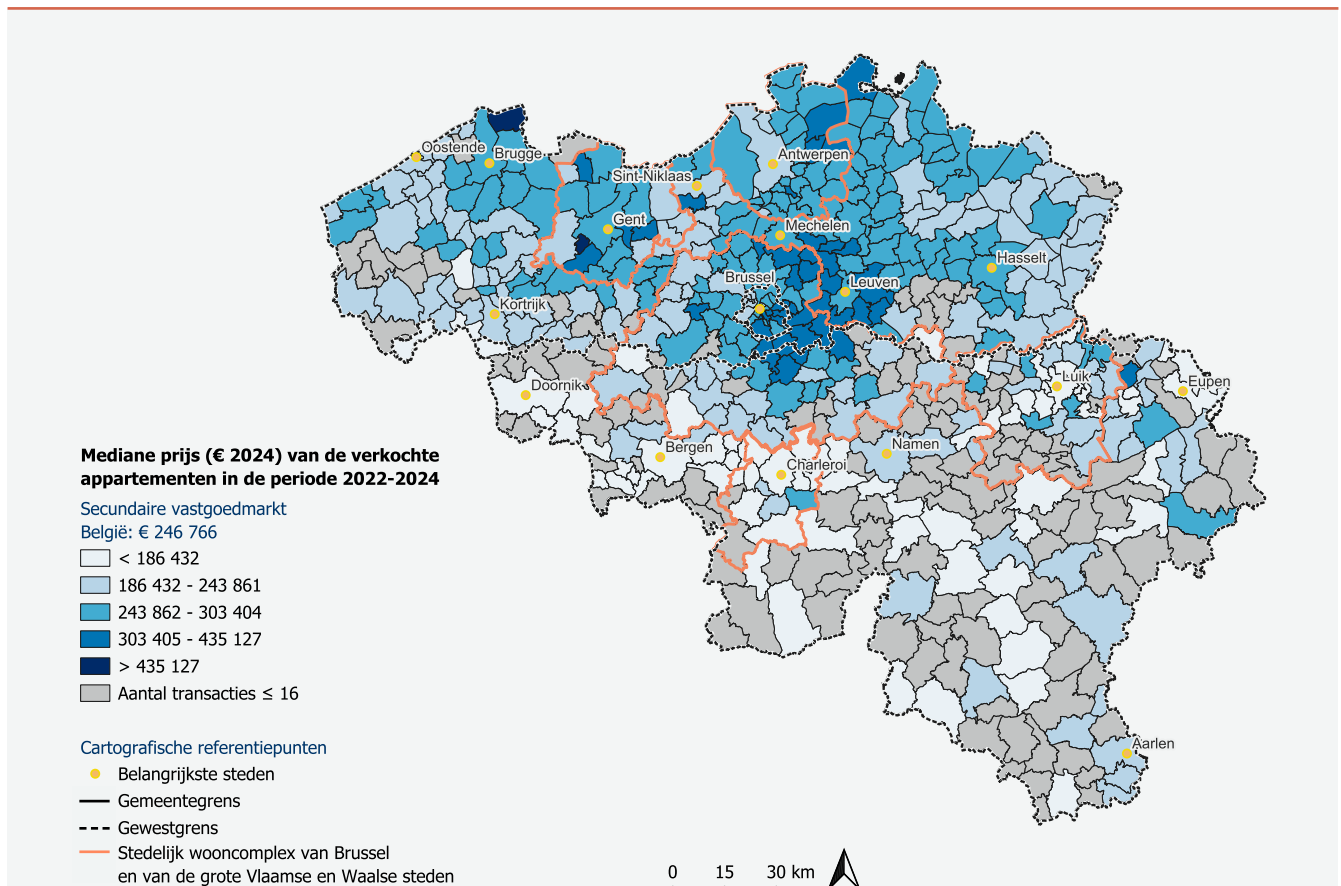 Oostende
Brugge
Antwerpen
Sint-Niklaas
Gent
Mechelen
Hasselt
Brussel
Leuven
Kortrijk
Doornik
Luik
Eupen
Bergen
Namen
Charleroi
Aarlen
Mediane prijs (€ 2024) van de verkochte
appartementen in de periode 2022-2024
Secundaire vastgoedmarkt
België: € 246 766
< 186 432
186 432 - 243 861
243 862 - 303 404
303 405 - 435 127
> 435 127
Aantal transacties ≤ 16
Cartografische referentiepunten
Belangrijkste steden
Gemeentegrens
Gewestgrens
Stedelijk wooncomplex van Brussel
en van de grote Vlaamse en Waalse steden
0 15 30 km